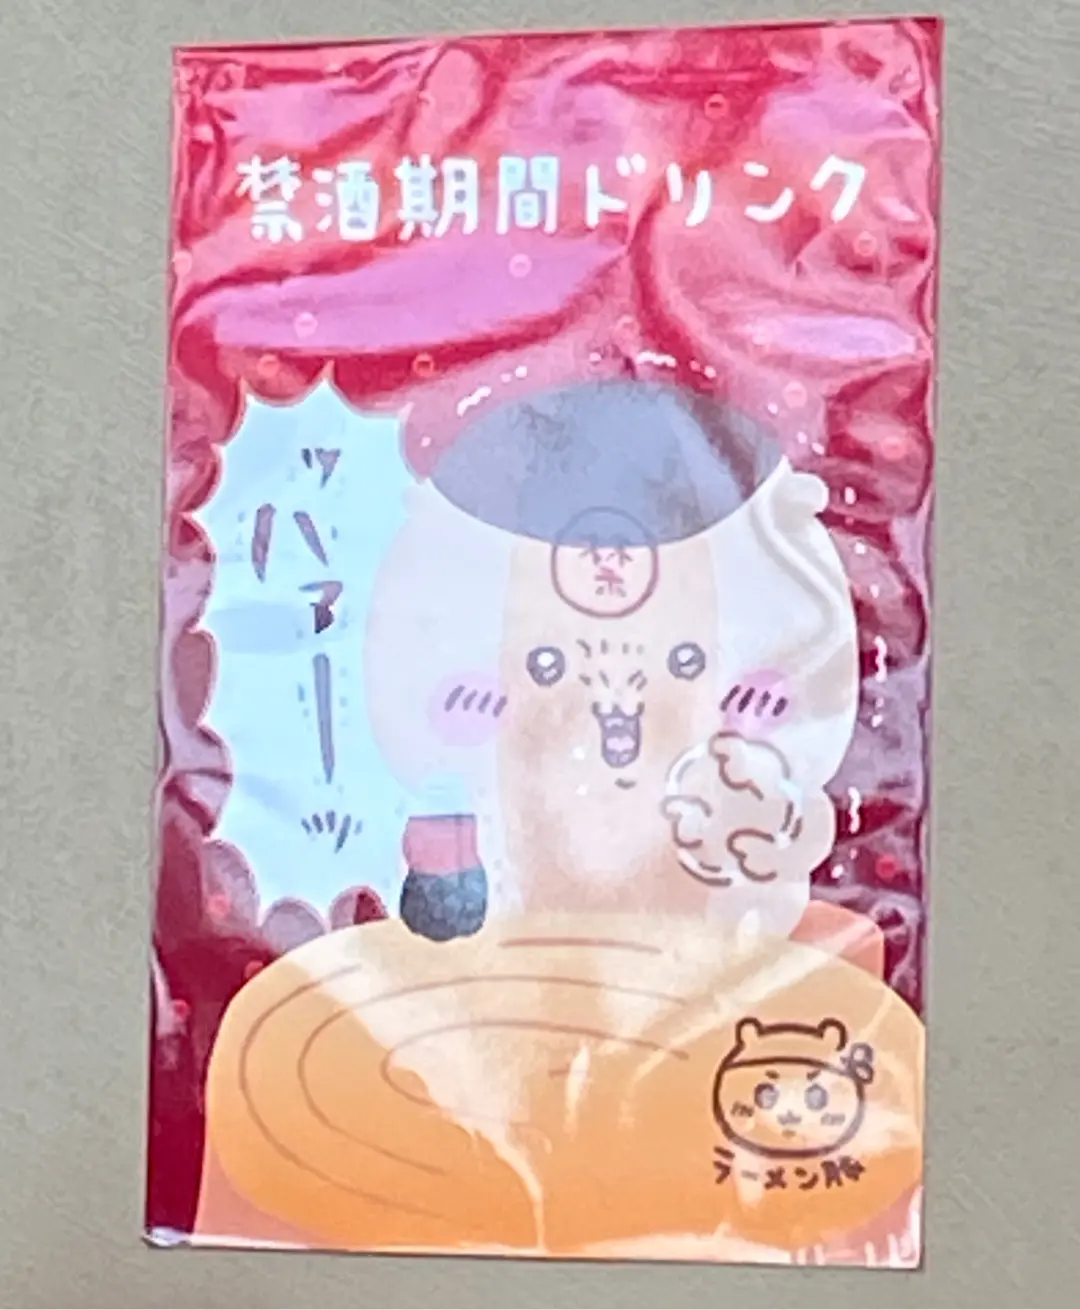 禁酒期間ドリンク
ッハァーッ
禁
ラーメン豚